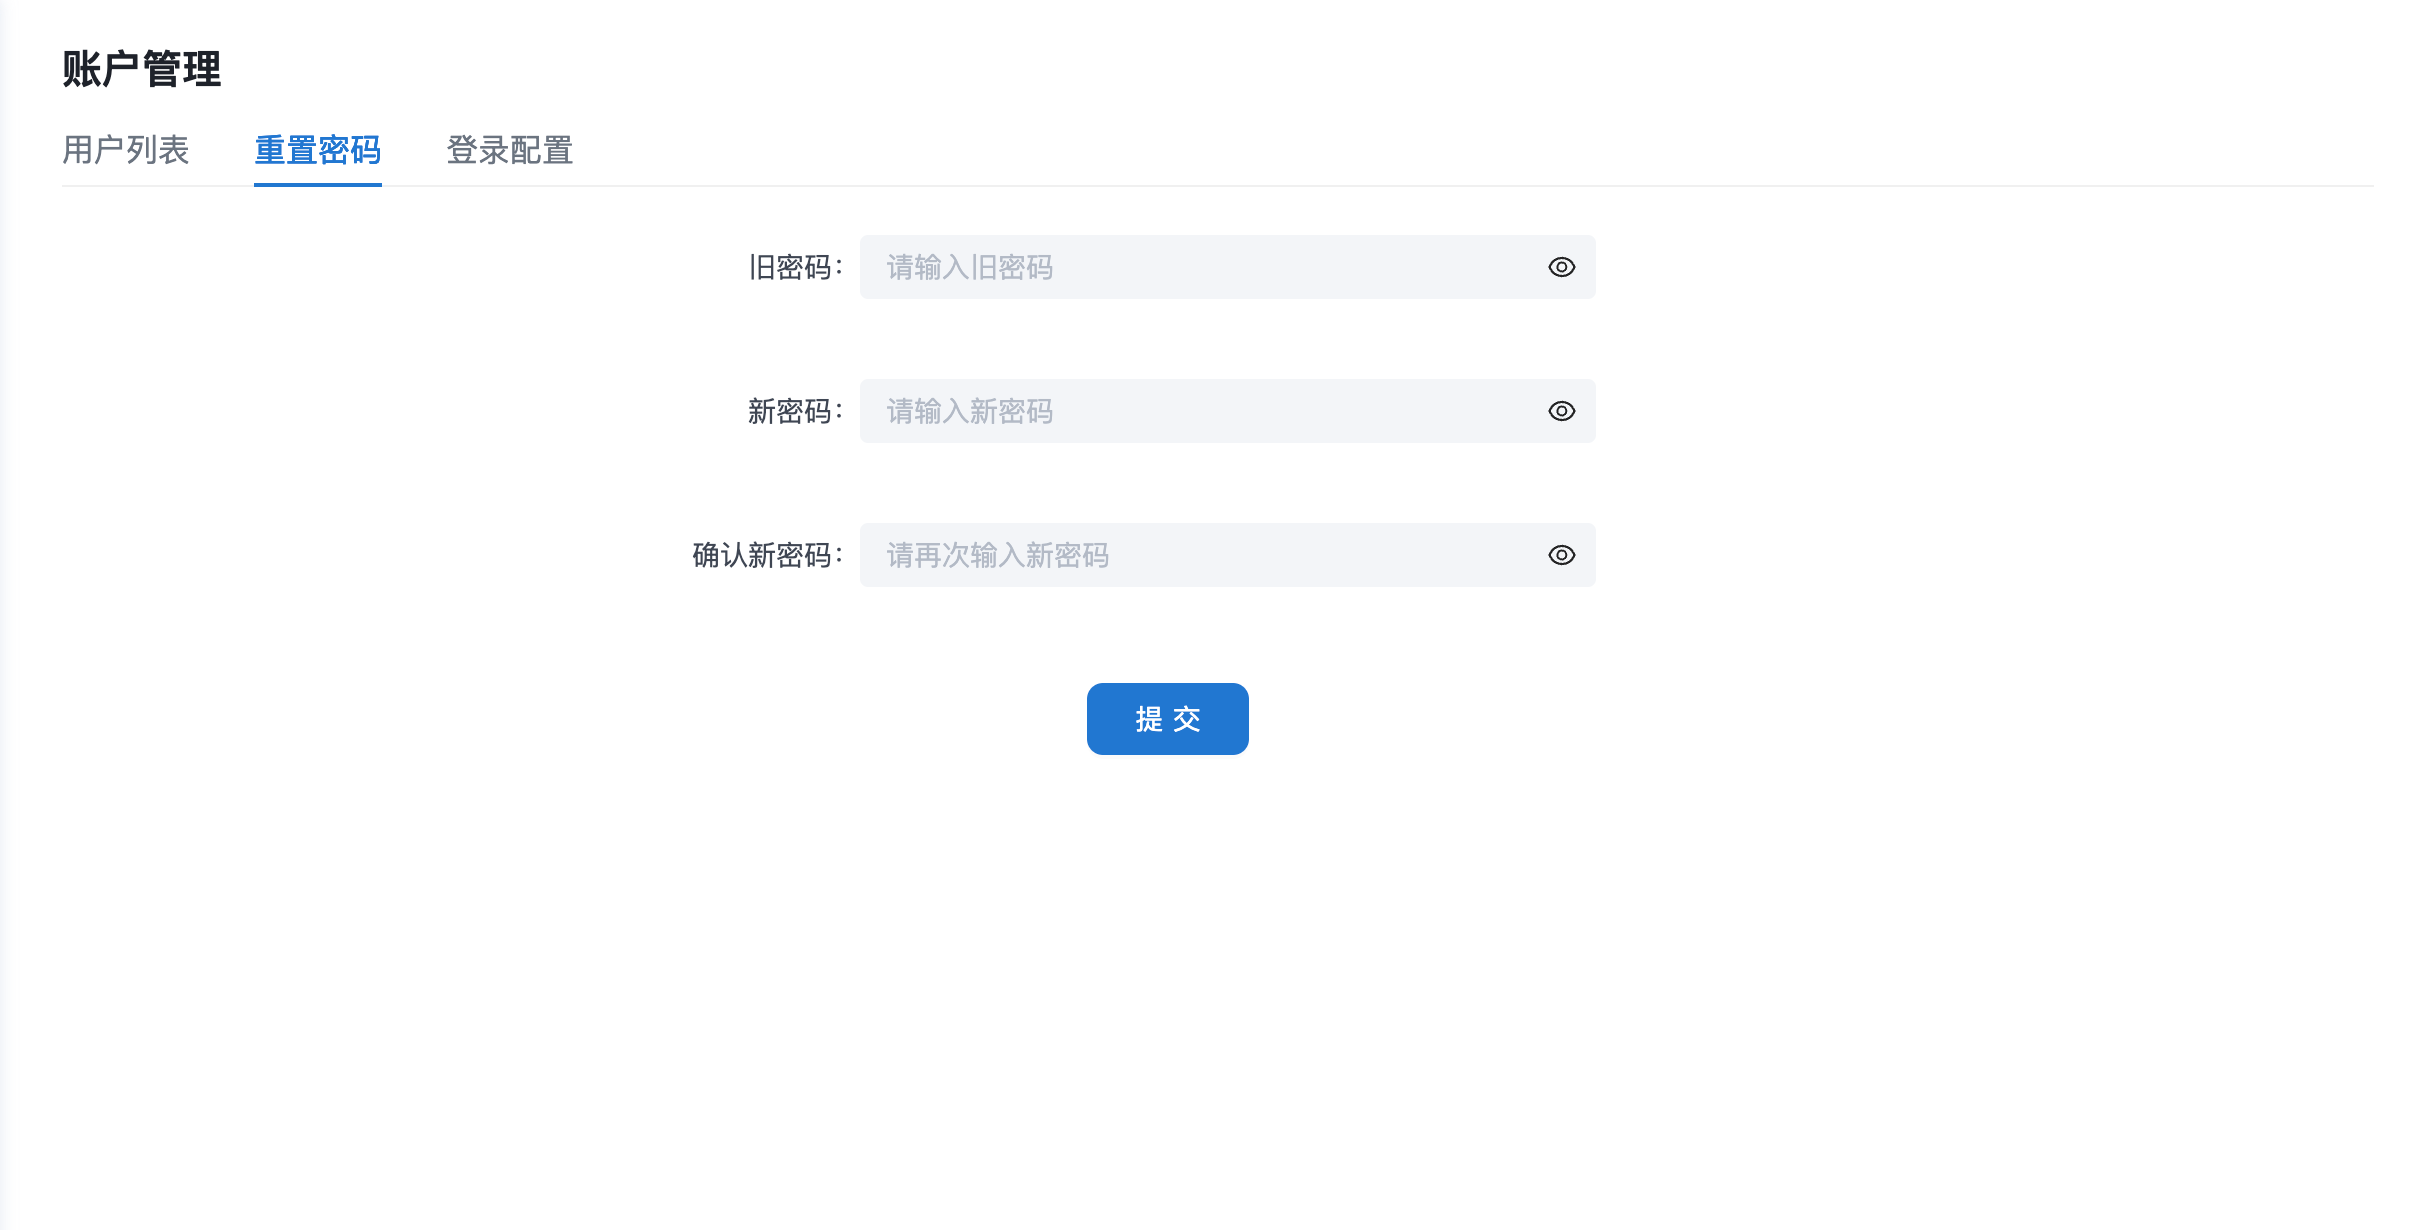 账户管理
用户列表 重置密码 登录配置
旧密码： 请输入旧密码
新密码： 请输入新密码
确认新密码： 请再次输入新密码
提 交